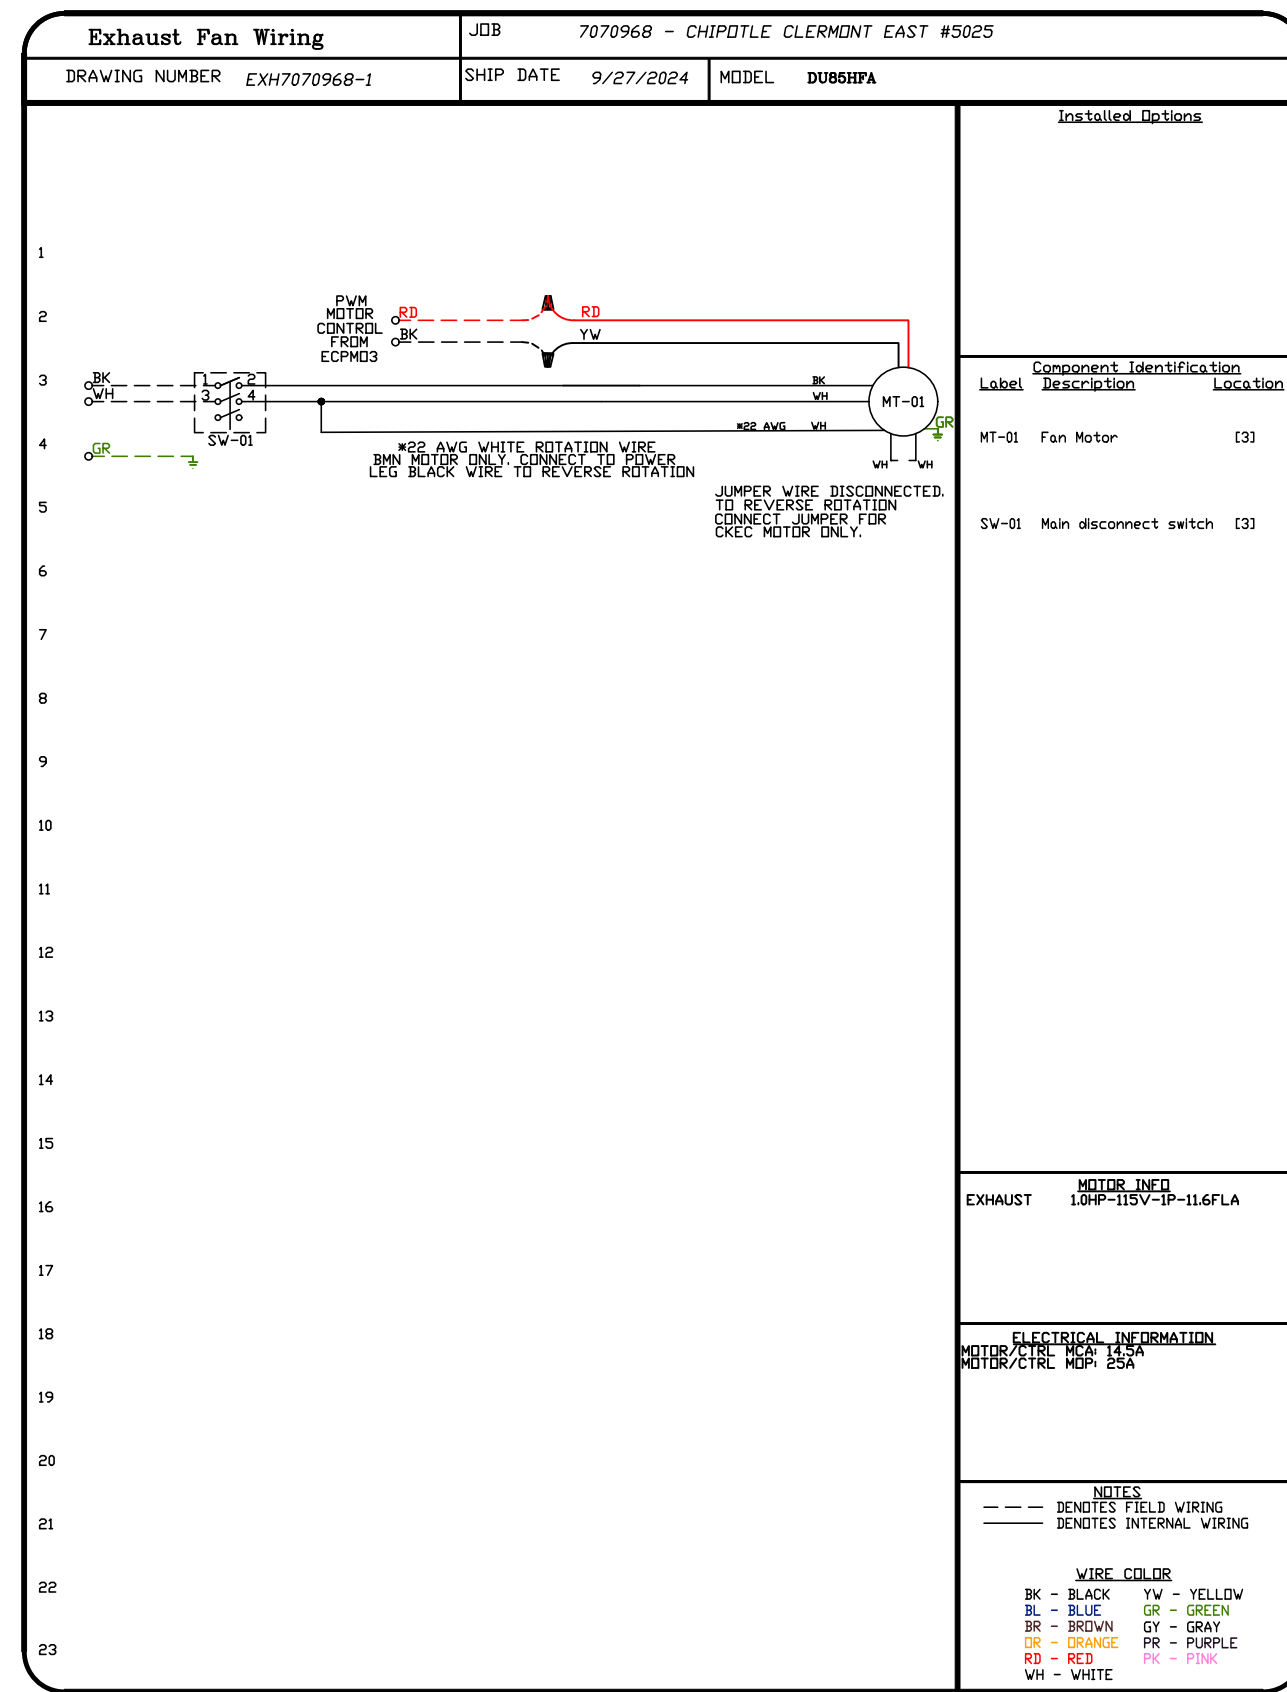 Exhaust Fan Wiring
JOB 7070968 - CHIPOTLE CLERMONT EAST #5025
DRAWING NUMBER EXH7070968-1
SHIP DATE 9/27/2024
MODEL DU85HFA
Installed Options
1
2
3
4
5
6
7
8
9
10
11
12
13
14
15
16
17
18
19
20
21
22
23
PWM
MOTOR
CONTROL
FROM
ECPM03
RD
RD
BK
YW
BK
WH
1 2
3 4
SW-01
GR
BK
WH
*22 AWG WH
MT-01
GR
WH WH
*22 AWG WHITE ROTATION WIRE
BMN MOTOR ONLY. CONNECT TO POWER
LEG BLACK WIRE TO REVERSE ROTATION
JUMPER WIRE DISCONNECTED.
TO REVERSE ROTATION
CONNECT JUMPER FOR
CKEC MOTOR ONLY.
Component Identification
Label Description Location
MT-01 Fan Motor [3]
SW-01 Main disconnect switch [3]
MOTOR INFO
EXHAUST 1.0HP-115V-1P-11.6FLA
ELECTRICAL INFORMATION
MOTOR/CTRL MCA: 14.5A
MOTOR/CTRL MOP: 25A
NOTES
DENOTES FIELD WIRING
DENOTES INTERNAL WIRING
WIRE COLOR
BK - BLACK YW - YELLOW
BL - BLUE GR - GREEN
BR - BROWN GY - GRAY
OR - ORANGE PR - PURPLE
RD - RED PK - PINK
WH - WHITE